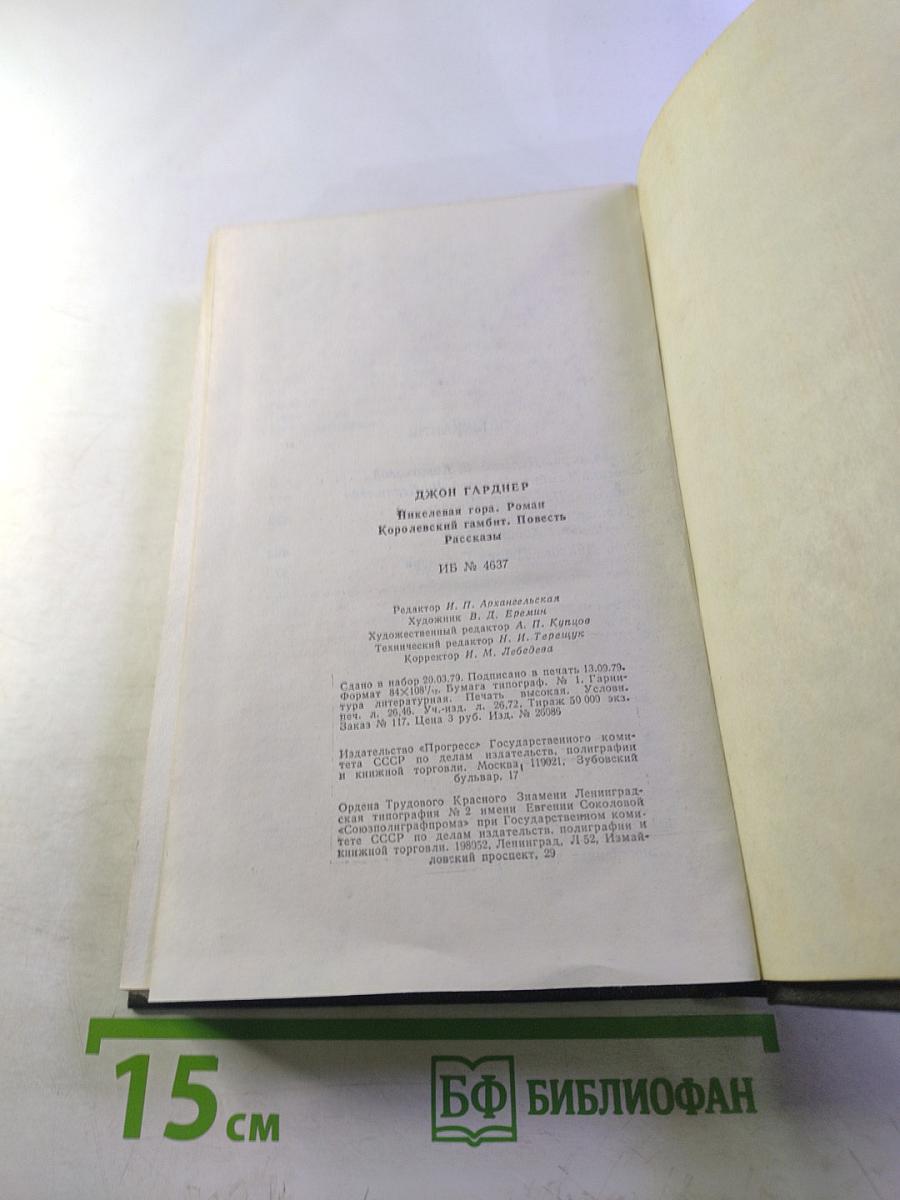 ДЖОН ГАРДНЕР
Никелевая гора. Роман
Королевский гамбит. Повесть
Рассказы
ИБ № 4637
Редактор И. П. Архангельская
Художник В. Д. Еремин
Художественный редактор А. П. Купцов
Технический редактор Н. И. Терещук
Корректор И. М. Лебедева
Сдано в набор 20.03.79. Подписано в печать 13.09.79.
Формат 84×108¹/₃₂. Бумага типограф. № 1. Гарни-
тура литературная. Печать высокая. Условн.
печ. л. 26,46. Уч.-изд. л. 26,72. Тираж 50 000 экз.
Заказ № 117. Цена 3 руб. Изд. № 26086
Издательство «Прогресс» Государственного коми-
тета СССР по делам издательств, полиграфии
и книжной торговли. Москва, 119021, Зубовский
бульвар, 17
Ордена Трудового Красного Знамени Ленинград-
ская типография № 2 имени Евгении Соколовой
«Союзполиграфпрома» при Государственном коми-
тете СССР по делам издательств, полиграфии и
книжной торговли. 198052, Ленинград, Л-52, Измай-
ловский проспект, 29
15 см
БФ БИБЛИОФАН